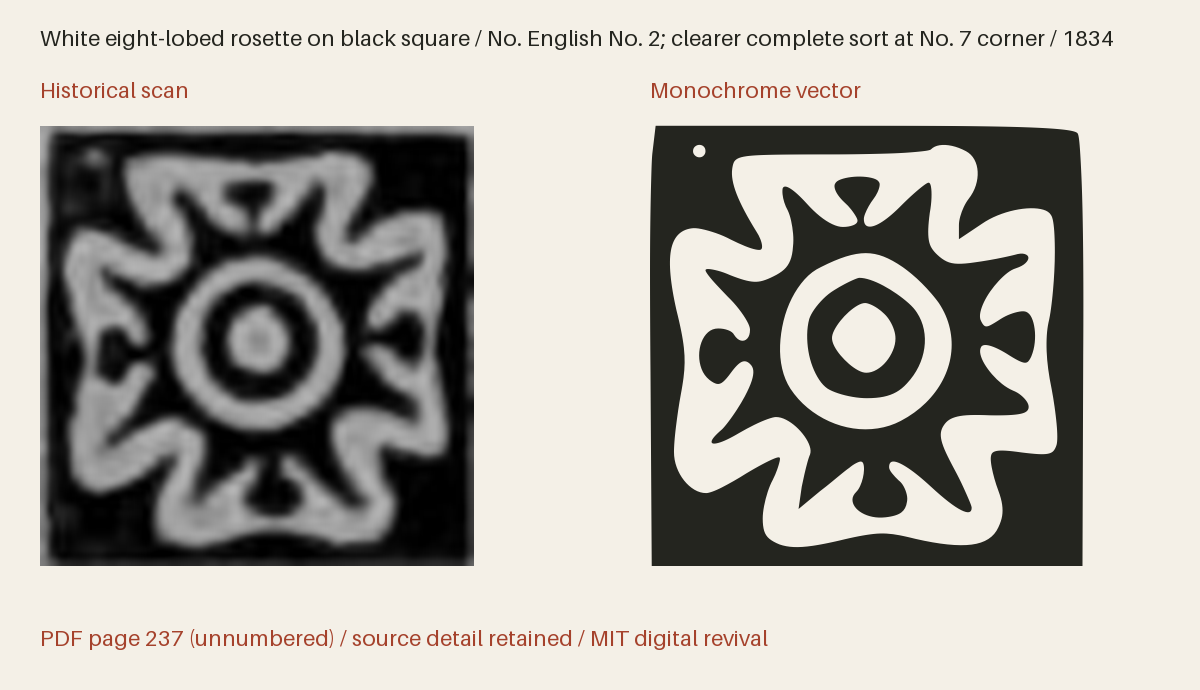 White eight-lobed rosette on black square / No. English No. 2; clearer complete sort at No. 7 corner / 1834
Historical scan
Monochrome vector
PDF page 237 (unnumbered) / source detail retained / MIT digital revival